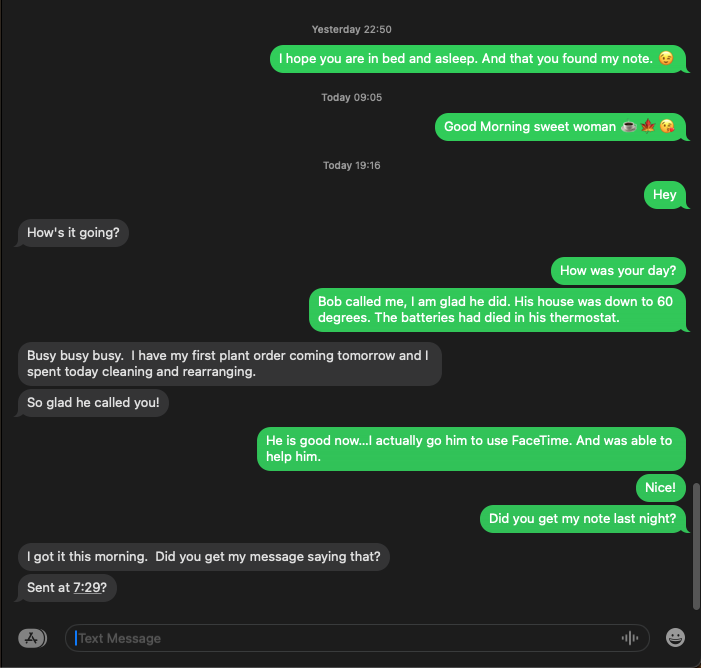 Yesterday 22:50
I hope you are in bed and asleep. And that you found my note. 😉
Today 09:05
Good Morning sweet woman ☕🍁😘
Today 19:16
Hey
How's it going?
How was your day?
Bob called me, I am glad he did. His house was down to 60
degrees. The batteries had died in his thermostat.
Busy busy busy.  I have my first plant order coming tomorrow and I
spent today cleaning and rearranging.
So glad he called you!
He is good now...I actually go him to use FaceTime. And was able to
help him.
Nice!
Did you get my note last night?
I got it this morning.  Did you get my message saying that?
Sent at 7:29?
Text Message